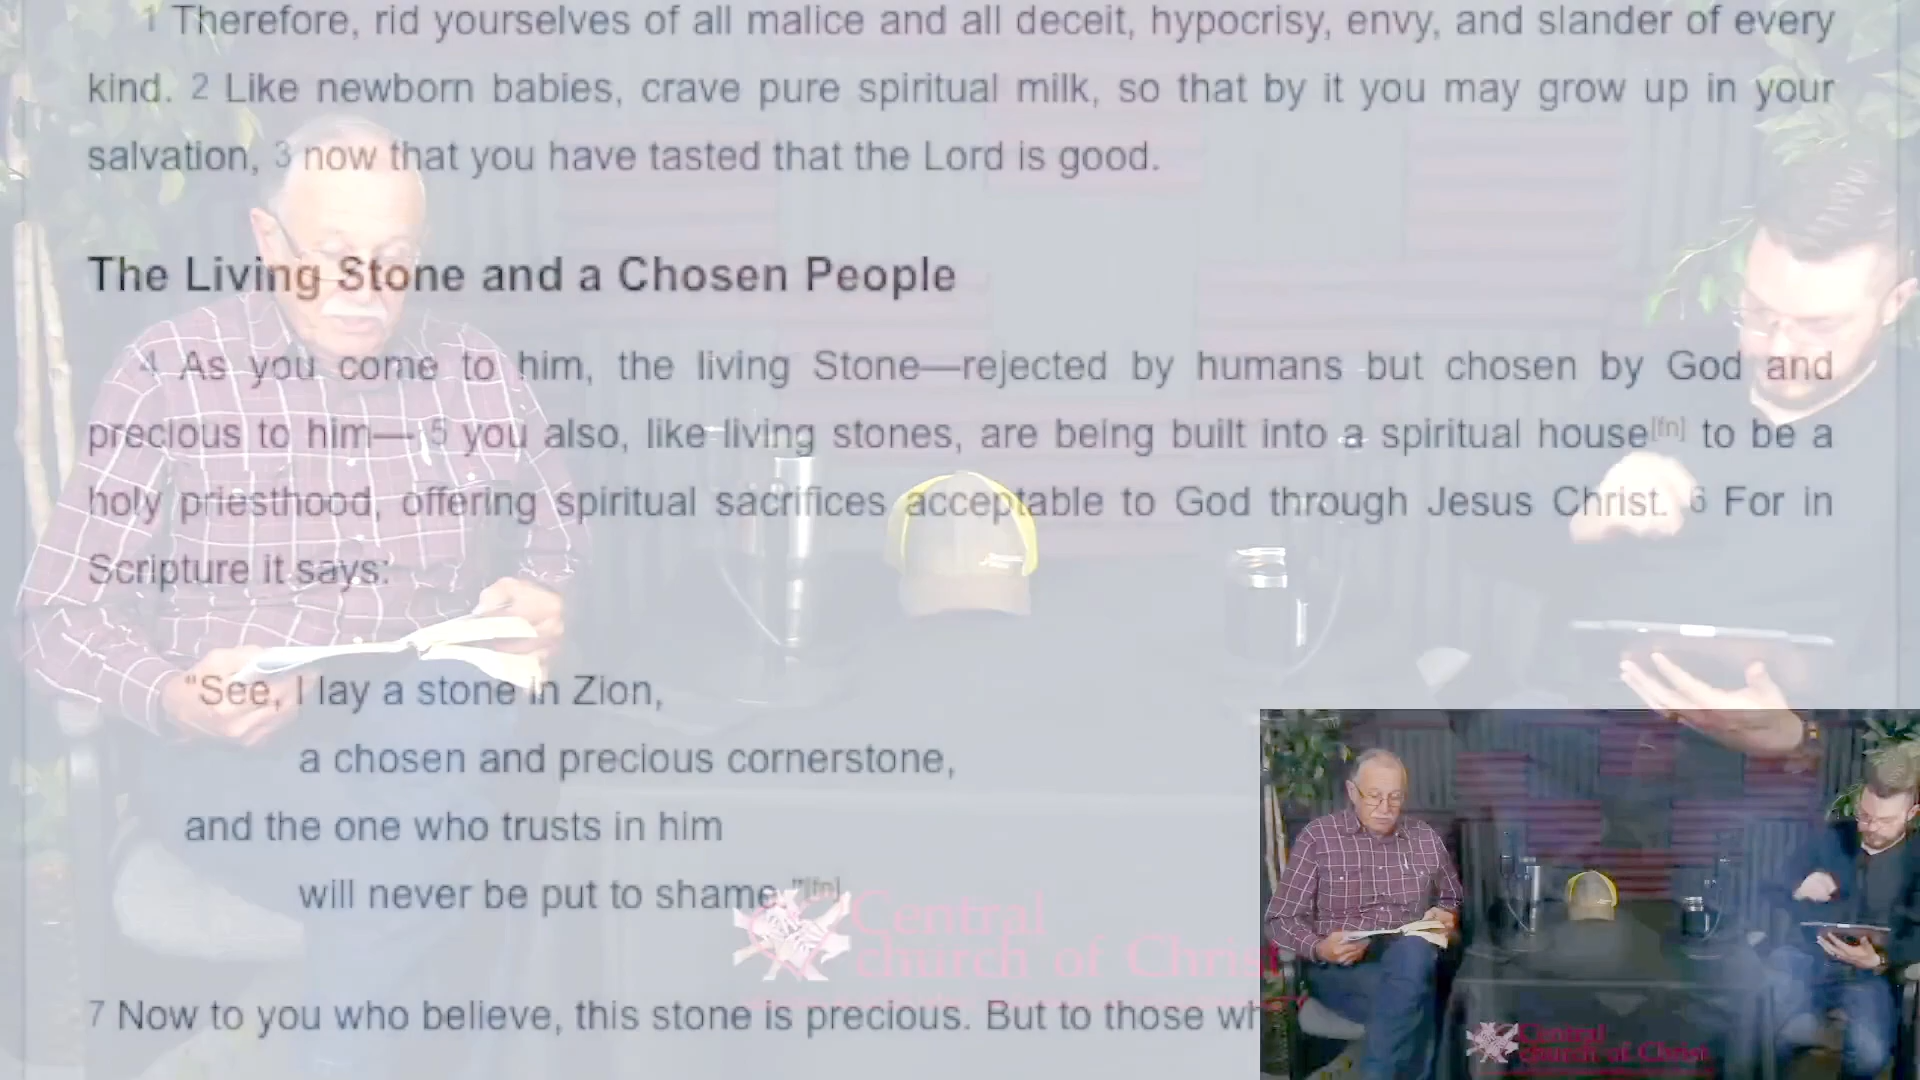 1 Therefore, rid yourselves of all malice and all deceit, hypocrisy, envy, and slander of every
kind. 2 Like newborn babies, crave pure spiritual milk, so that by it you may grow up in your
salvation, 3 now that you have tasted that the Lord is good.
The Living Stone and a Chosen People
4 As you come to him, the living Stone—rejected by humans but chosen by God and
precious to him— 5 you also, like living stones, are being built into a spiritual house[fn] to be a
holy priesthood, offering spiritual sacrifices acceptable to God through Jesus Christ. 6 For in
Scripture it says:
“See, I lay a stone in Zion,
a chosen and precious cornerstone,
and the one who trusts in him
will never be put to shame.”[fn]
Central
church of Christ
7 Now to you who believe, this stone is precious. But to those wh
Central
church of Christ